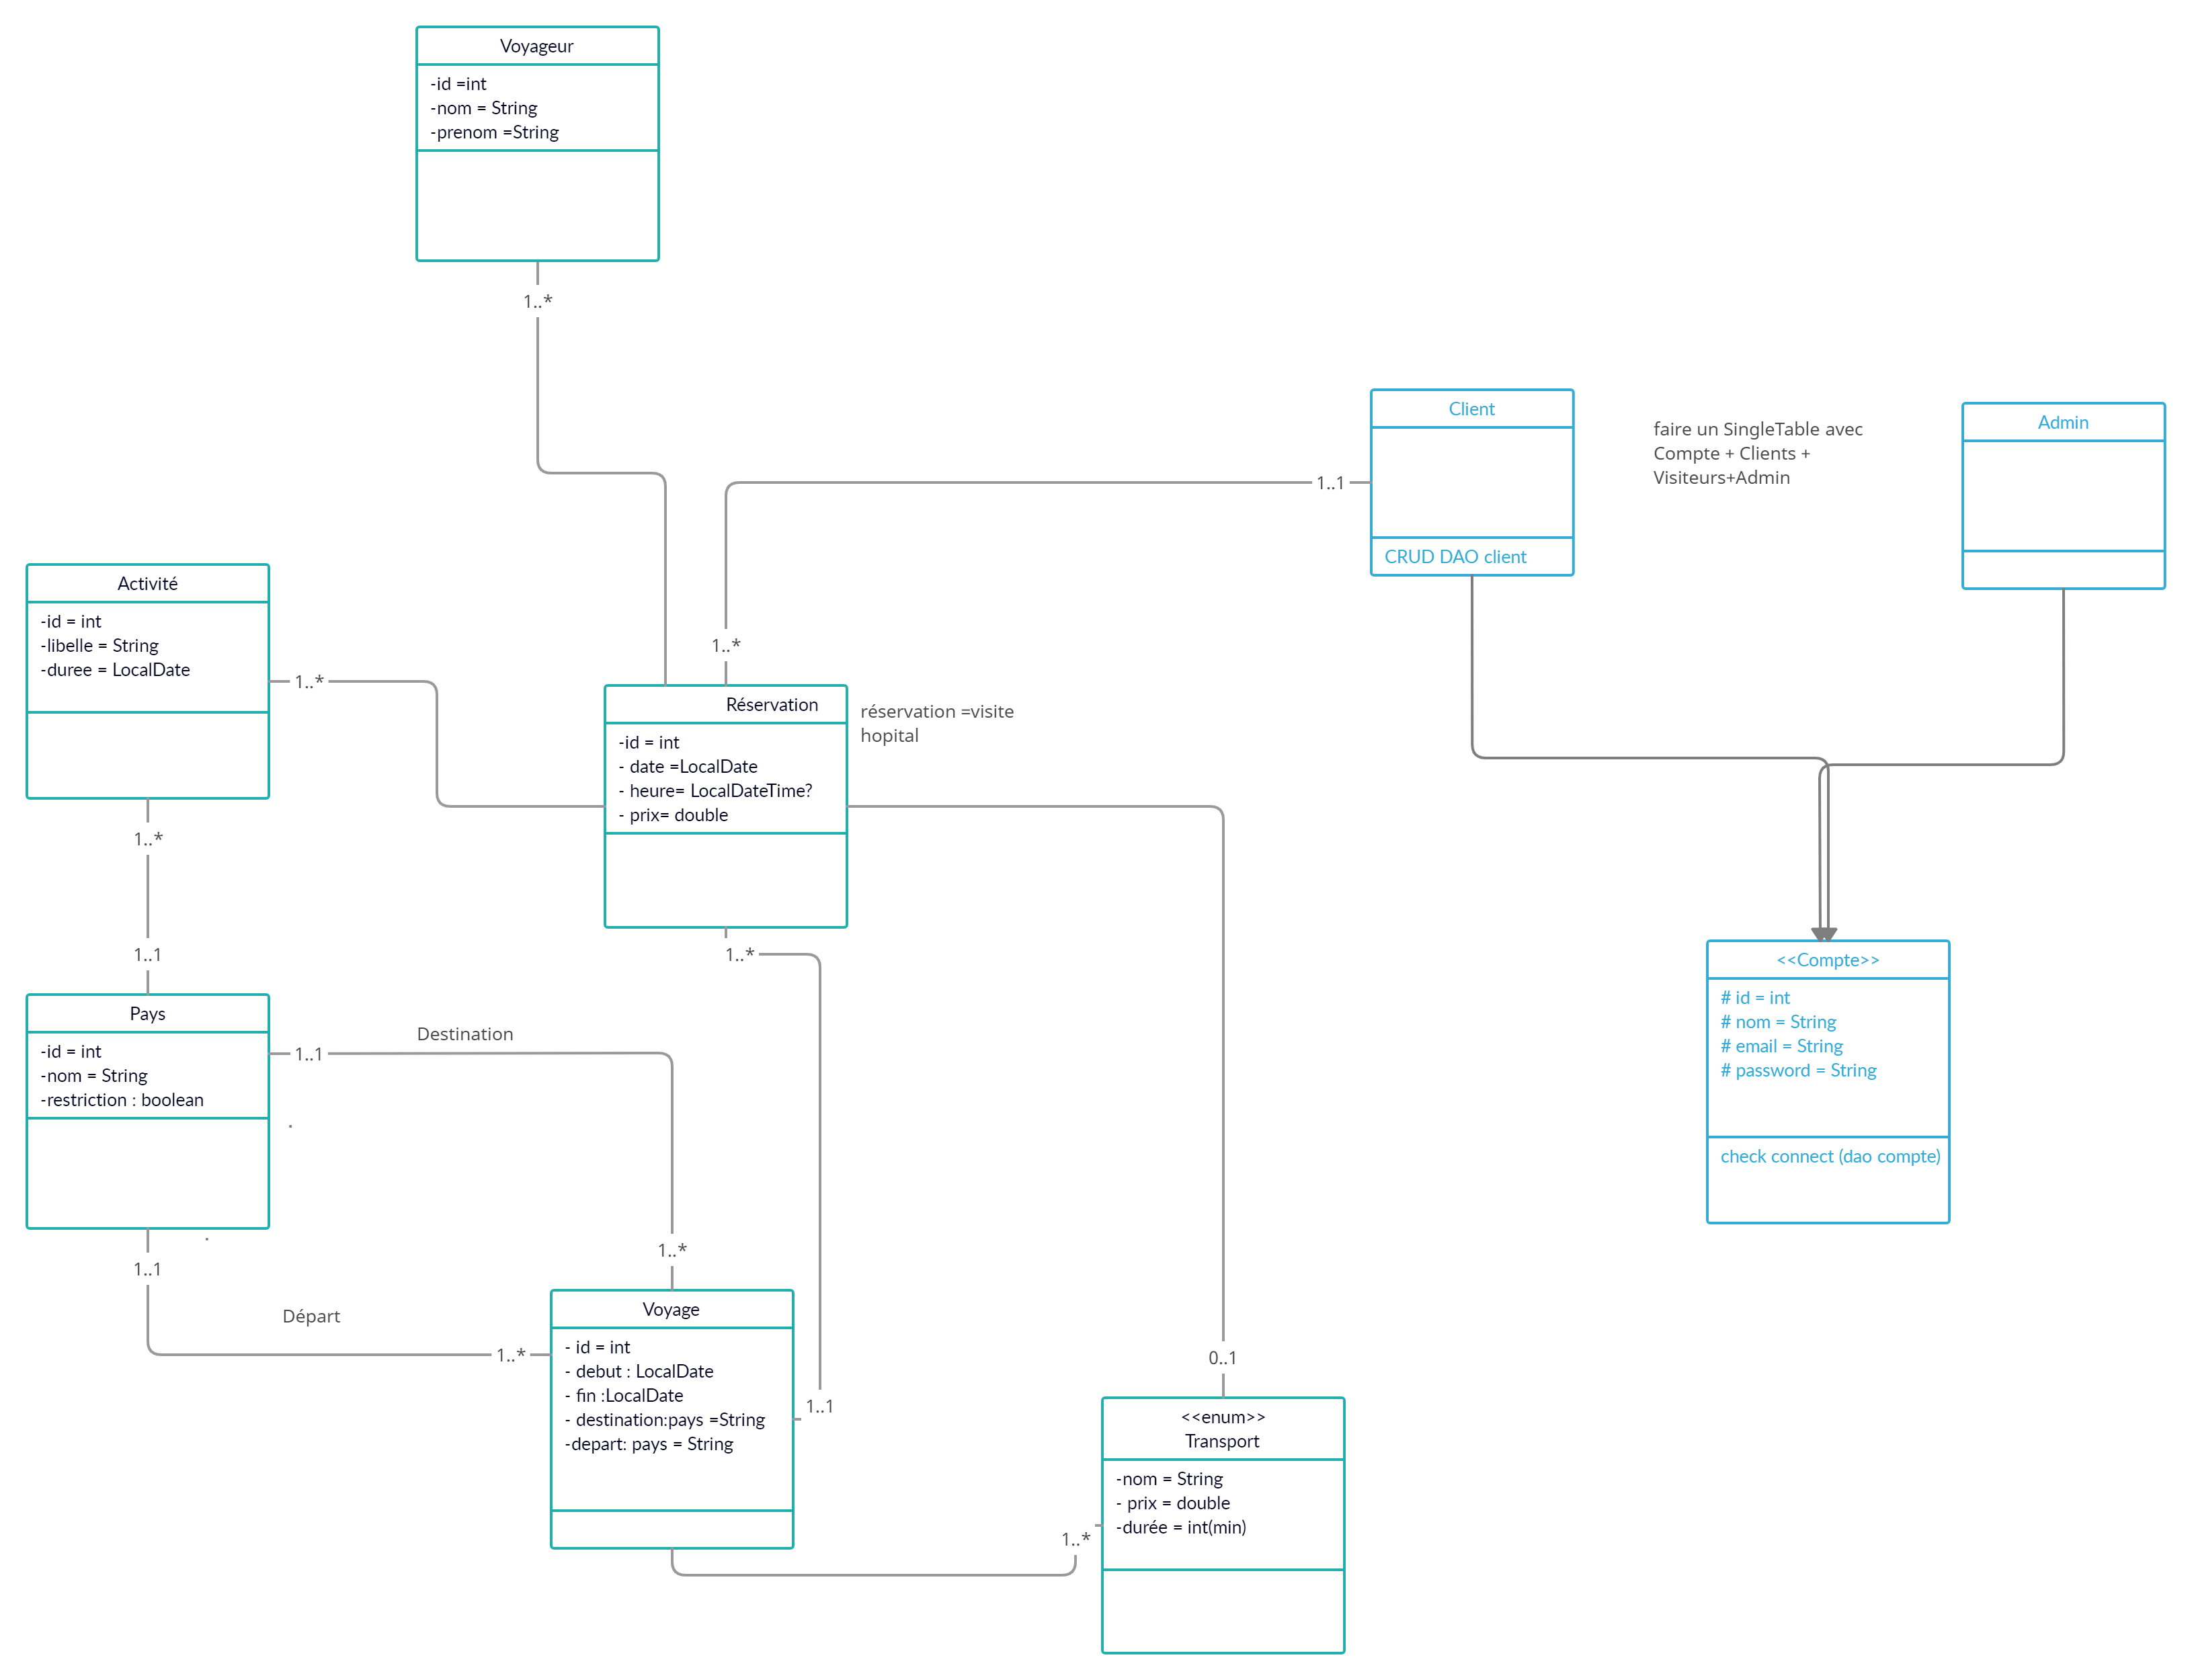 Voyageur
-id =int
-nom = String
-prenom =String
1..*
Client
CRUD DAO client
1..1
faire un SingleTable avec
Compte + Clients +
Visiteurs+Admin
Admin
Activité
-id = int
-libelle = String
-duree = LocalDate
1..*
1..*
Réservation
-id = int
- date =LocalDate
- heure= LocalDateTime?
- prix= double
réservation =visite
hopital
1..*
1..1
1..*
Pays
-id = int
-nom = String
-restriction : boolean
1..1
Destination
<<Compte>>
# id = int
# nom = String
# email = String
# password = String
check connect (dao compte)
.
.
1..1
Départ
1..*
1..*
Voyage
- id = int
- debut : LocalDate
- fin :LocalDate
- destination:pays =String
-depart: pays = String
1..1
0..1
<<enum>>
Transport
-nom = String
- prix = double
-durée = int(min)
1..*